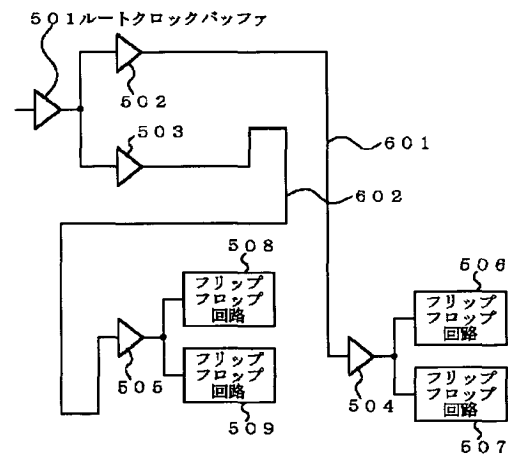 501ルートクロックバッファ
502
503
601
602
508
フリップ
フロップ
回路
506
フリップ
フロップ
回路
505
フリップ
フロップ
回路
509
504
フリップ
フロップ
回路
507